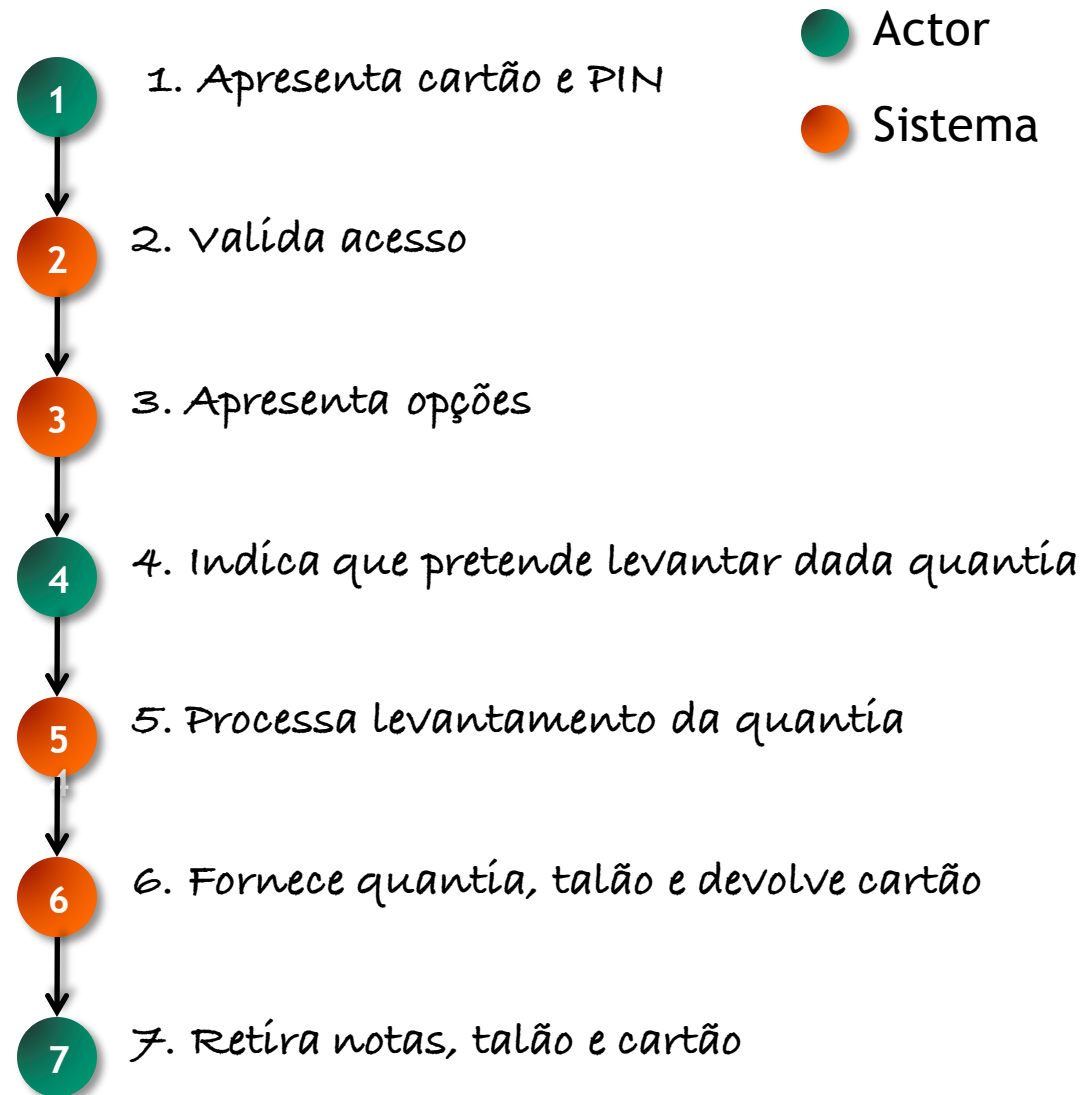 Actor
Sistema
1
1. Apresenta cartão e PIN
2
2. Valida acesso
3
3. Apresenta opções
4
4. Indica que pretende levantar dada quantia
5
4
5. Processa levantamento da quantia
6
6. Fornece quantia, talão e devolve cartão
7
7. Retira notas, talão e cartão